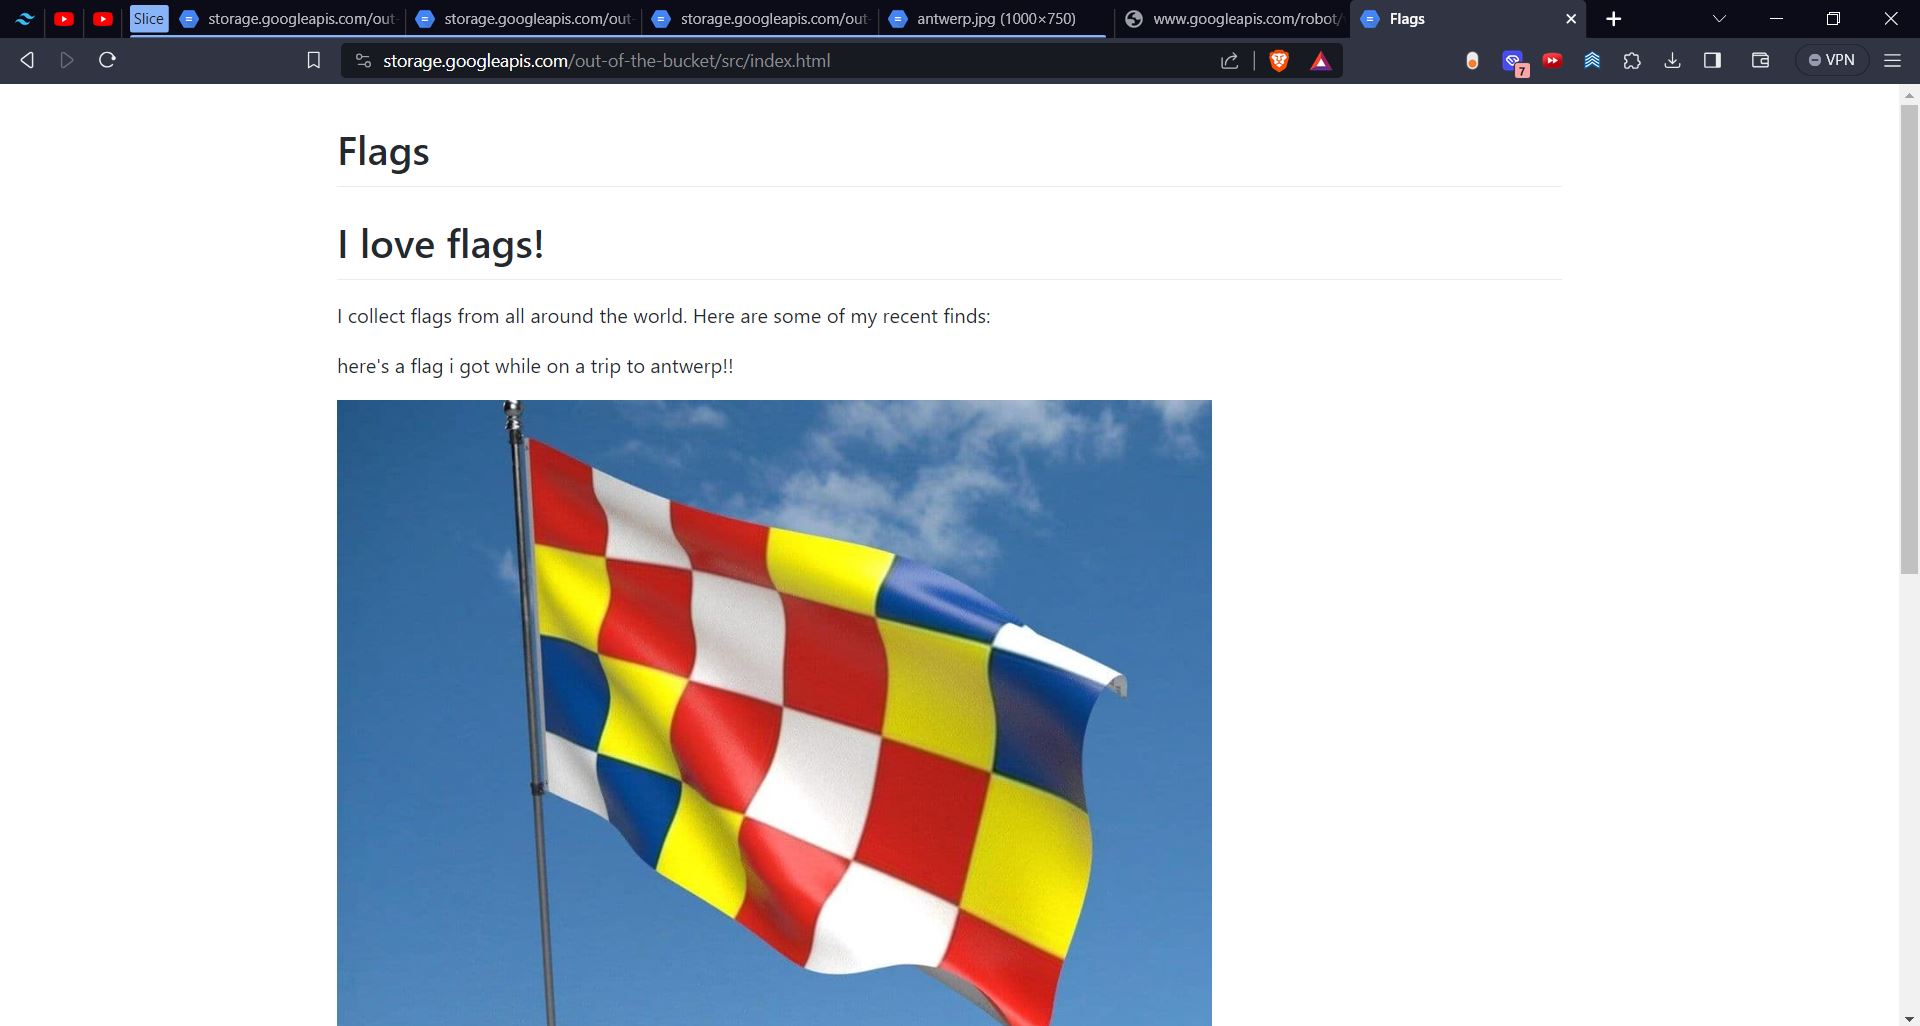 Slice
storage.googleapis.com/out-
storage.googleapis.com/out-
storage.googleapis.com/out-
antwerp.jpg (1000×750)
www.googleapis.com/robot/
Flags
storage.googleapis.com/out-of-the-bucket/src/index.html
7
VPN
Flags
I love flags!
I collect flags from all around the world. Here are some of my recent finds:
here's a flag i got while on a trip to antwerp!!